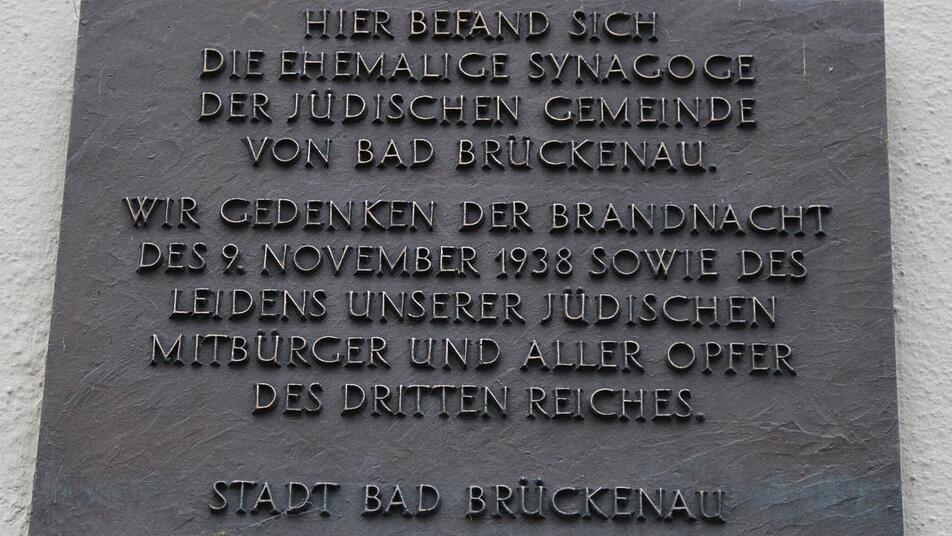 HIER BEFAND SICH
DIE EHEMALIGE SYNAGOGE
DER JÜDISCHEN GEMEINDE
VON BAD BRÜCKENAU.
WIR GEDENKEN DER BRANDNACHT
DES 9. NOVEMBER 1938 SOWIE DES
LEIDENS UNSERER JÜDISCHEN
MITBÜRGER UND ALLER OPFER
DES DRITTEN REICHES.
STADT BAD BRÜCKENAU